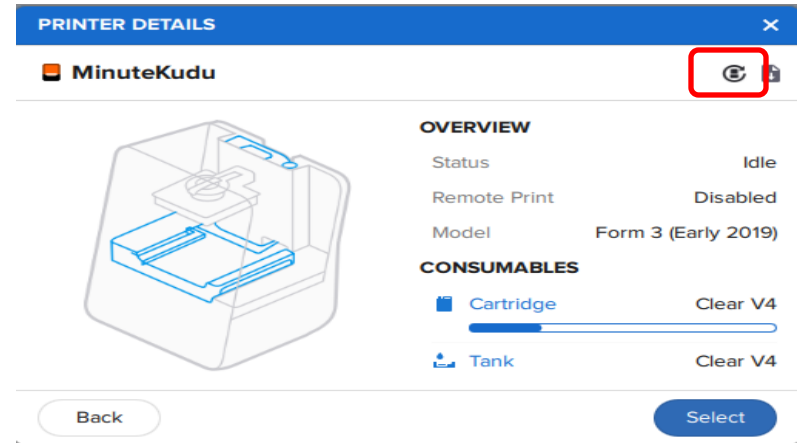 PRINTER DETAILS
MinuteKudu
OVERVIEW
Status Idle
Remote Print Disabled
Model Form 3 (Early 2019)
CONSUMABLES
Cartridge Clear V4
Tank Clear V4
Back Select